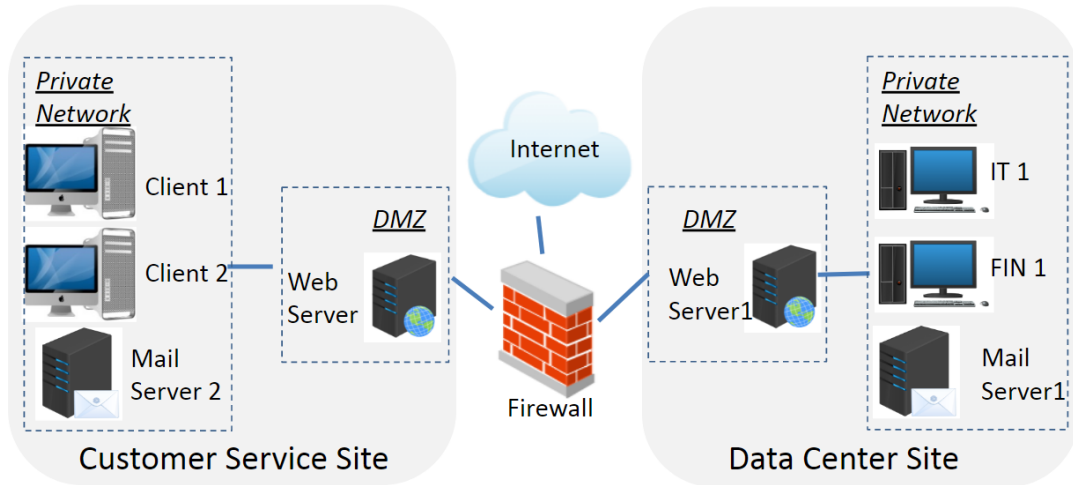 Private
Network
Client 1
Client 2
Mail
Server 2
DMZ
Web
Server
Customer Service Site
Internet
Firewall
DMZ
Web
Server1
Private
Network
IT 1
FIN 1
Mail
Server1
Data Center Site